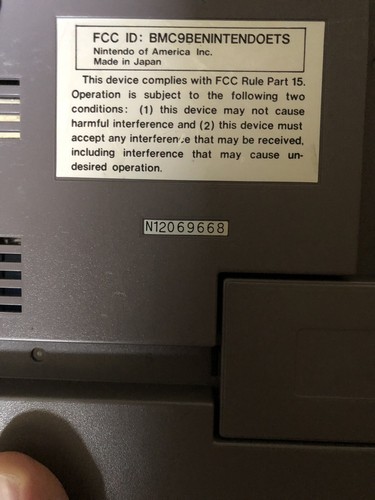 FCC ID: BMC9BENINTENDOETS
Nintendo of America Inc.
Made in Japan
This device complies with FCC Rule Part 15.
Operation is subject to the following two
conditions: (1) this device may not cause
harmful interference and (2) this device must
accept any interference that may be received,
including interference that may cause un-
desired operation.
N12069668